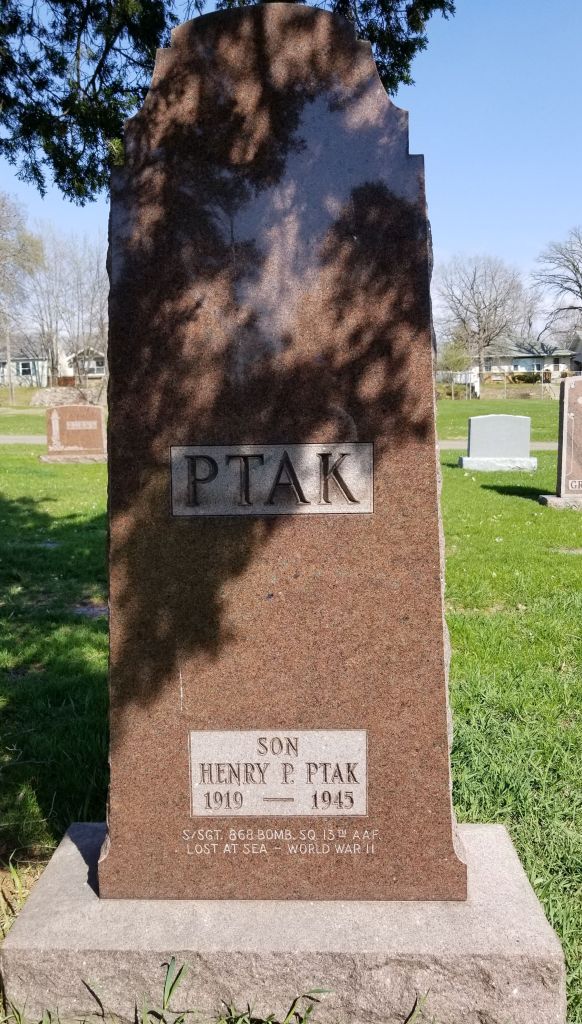 PTAK
SON
HENRY P. PTAK
1919 — 1945
S/SGT. 868 BOMB. SQ. 13TH A.A.F.
LOST AT SEA - WORLD WAR II